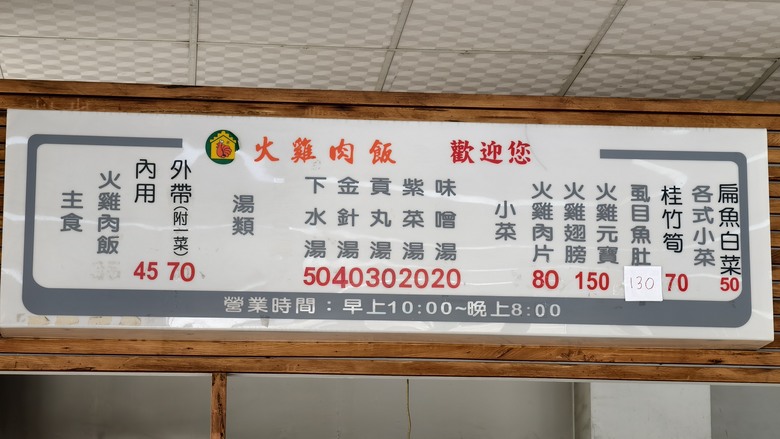 火雞肉飯 歡迎您
主食
火雞肉飯
內用 45
外帶(附一菜) 70
湯類
下水湯 50
金針湯 40
貢丸湯 30
紫菜湯 20
味噌湯 20
小菜
火雞肉片 80
火雞翅膀 150
火雞元寶
虱目魚肚 130
桂竹筍 70
各式小菜
扁魚白菜 50
營業時間：早上10:00~晚上8:00